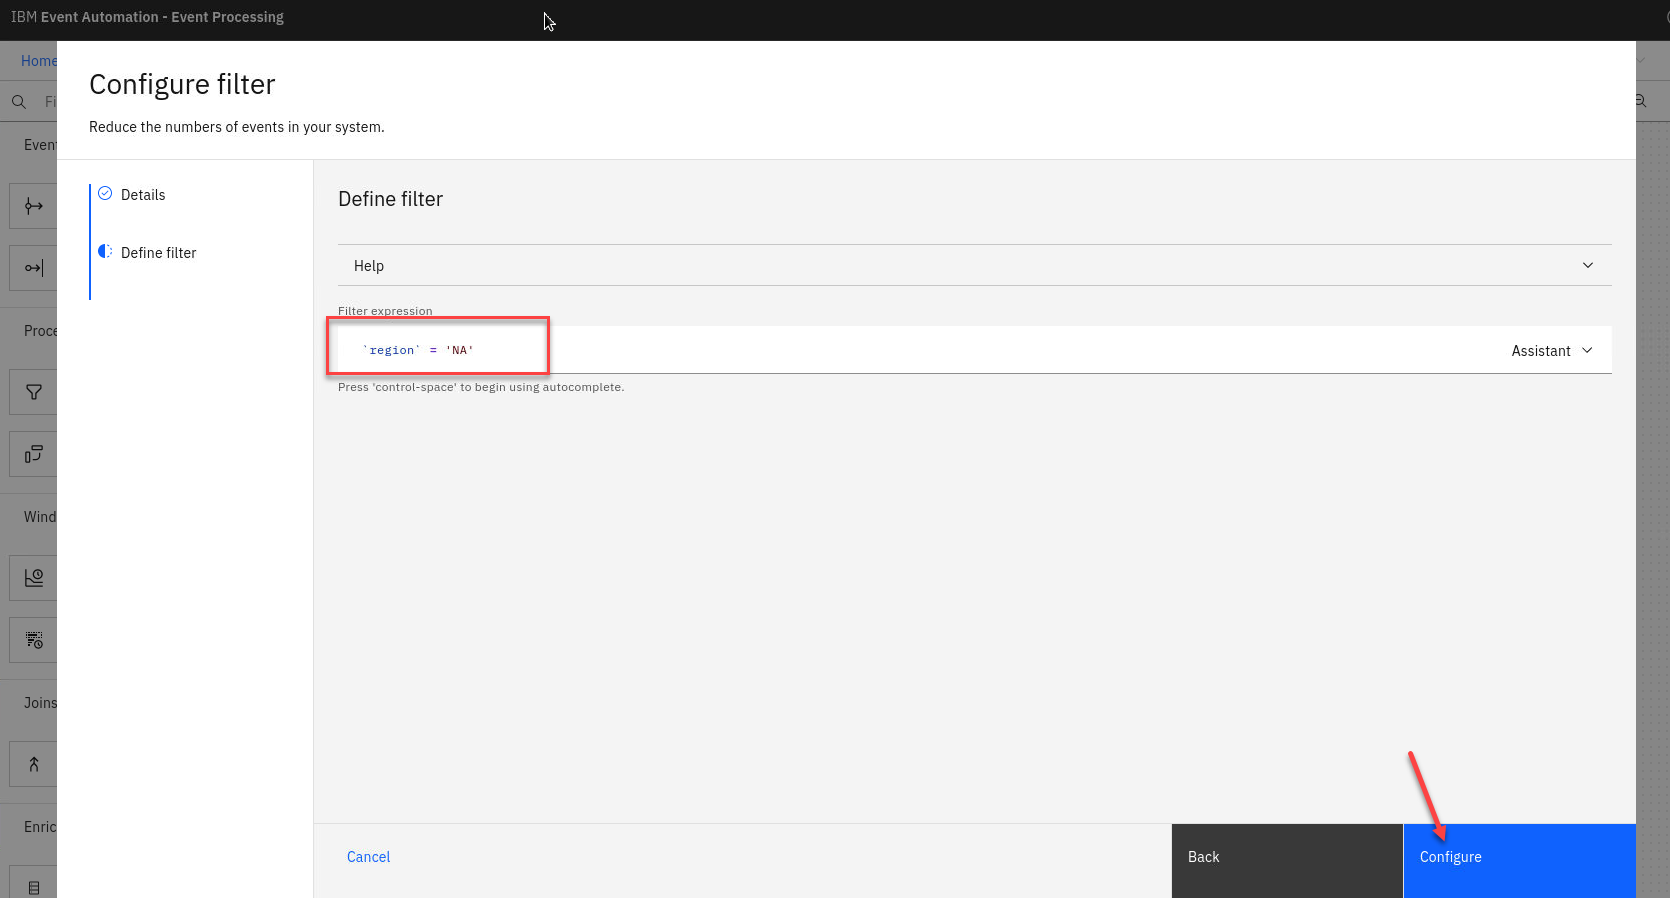 IBM Event Automation - Event Processing
Home
Configure filter
Reduce the numbers of events in your system.
Details
Define filter
Define filter
Help
Filter expression
`region` = 'NA'
Assistant
Press 'control-space' to begin using autocomplete.
Cancel
Back
Configure
Fi
Even
Proce
Wind
Joins
Enric